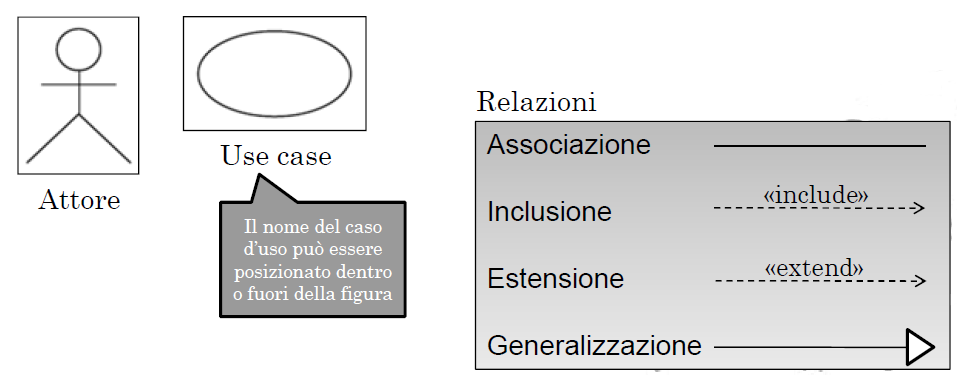 Attore
Use case
Il nome del caso
d'uso può essere
posizionato dentro
o fuori della figura
Relazioni
Associazione
Inclusione
«include»
Estensione
«extend»
Generalizzazione